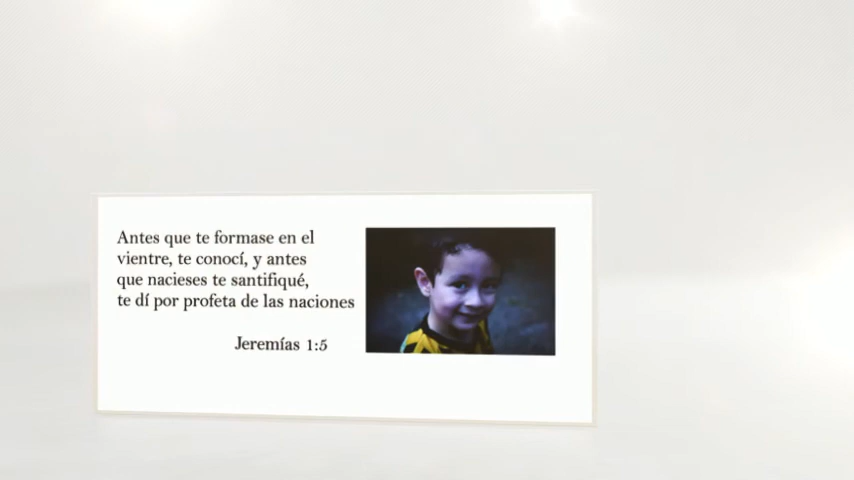 Antes que te formase en el
vientre, te conocí, y antes
que nacieses te santifiqué,
te dí por profeta de las naciones
Jeremías 1:5